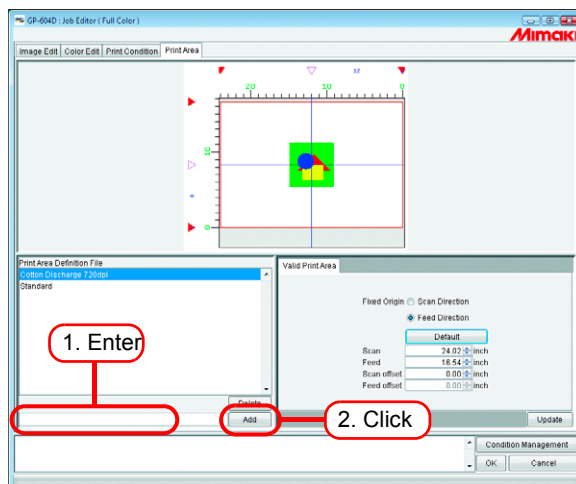 GP-604D : Job Editor ( Full Color )
Mimaki
Image Edit Color Edit Print Condition Print Area
20 10 0
10
0
Print Area Definition File
Cotton Discharge 720dpi
Standard
Valid Print Area
Fixed Origin Scan Direction
Feed Direction
Default
Scan 24.02 inch
Feed 16.54 inch
Scan offset 0.00 inch
Feed offset 0.00 inch
1. Enter
Delete
Add
2. Click
Update
Condition Management
OK Cancel